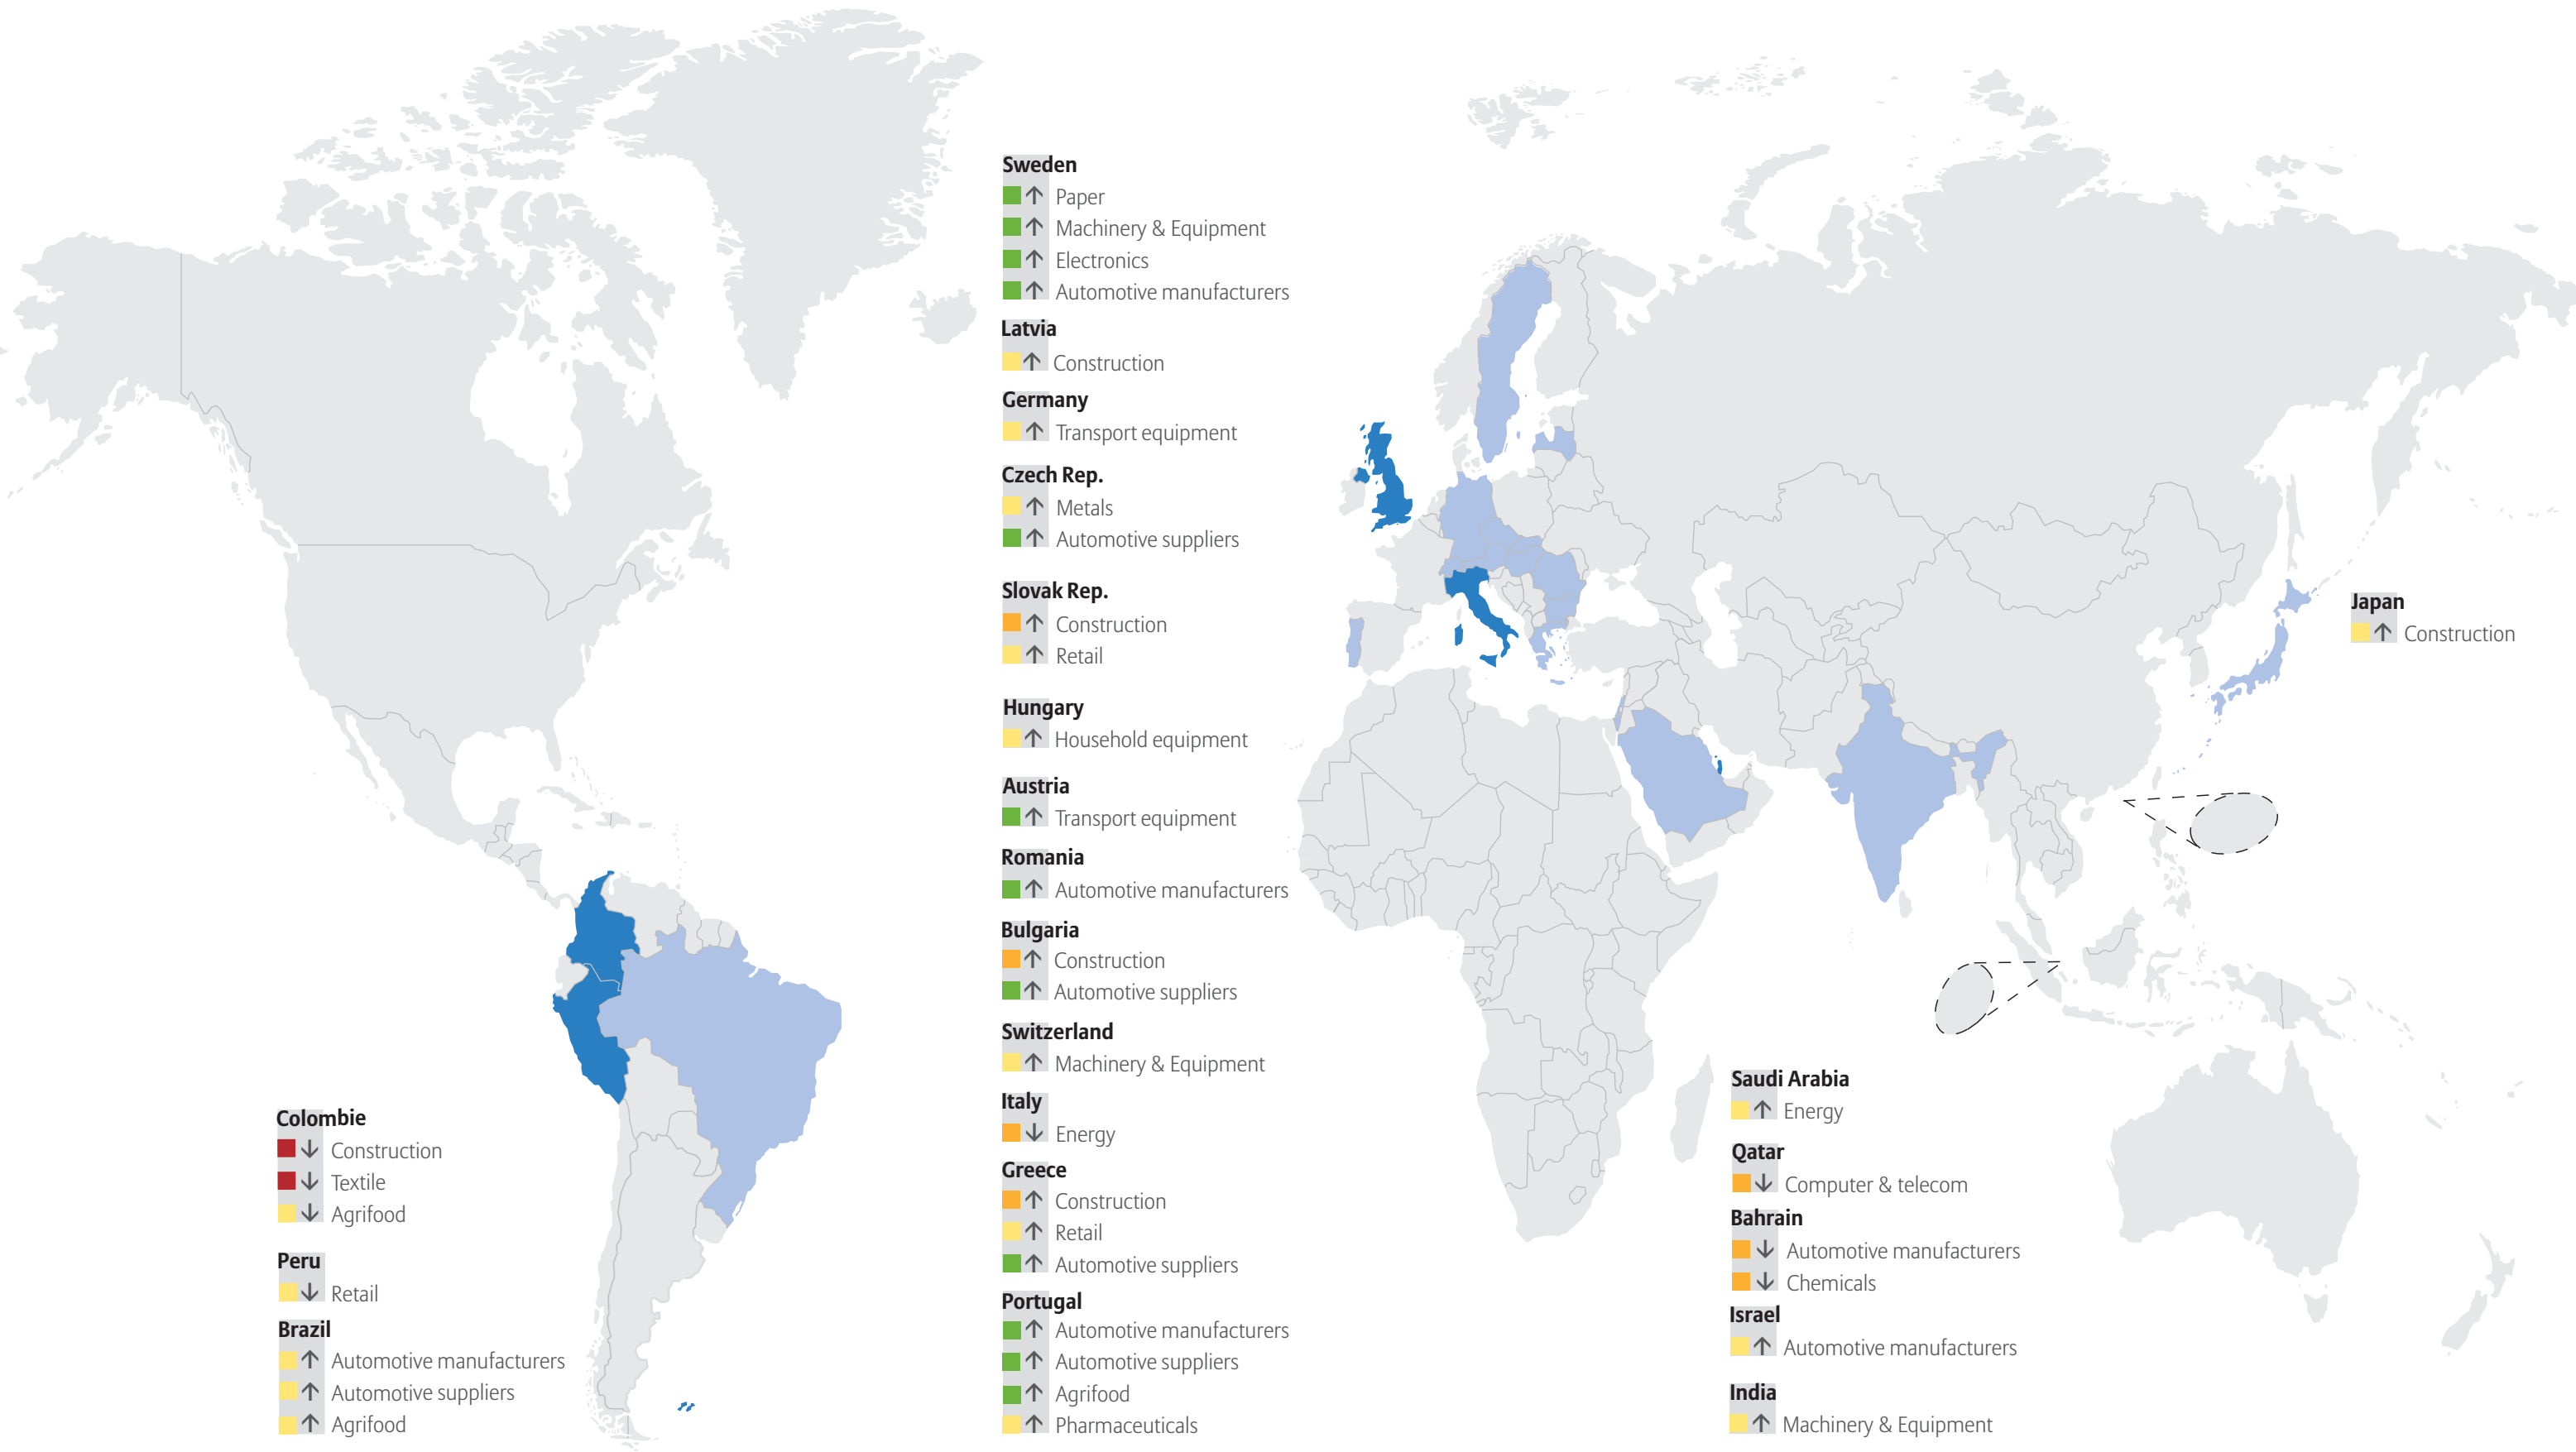 Sweden
Paper
Machinery & Equipment
Electronics
Automotive manufacturers
Latvia
Construction
Germany
Transport equipment
Czech Rep.
Metals
Automotive suppliers
Slovak Rep.
Construction
Retail
Hungary
Household equipment
Austria
Transport equipment
Romania
Automotive manufacturers
Bulgaria
Construction
Automotive suppliers
Switzerland
Machinery & Equipment
Italy
Energy
Greece
Construction
Retail
Automotive suppliers
Portugal
Automotive manufacturers
Automotive suppliers
Agrifood
Pharmaceuticals
Colombie
Construction
Textile
Agrifood
Peru
Retail
Brazil
Automotive manufacturers
Automotive suppliers
Agrifood
Japan
Construction
Saudi Arabia
Energy
Qatar
Computer & telecom
Bahrain
Automotive manufacturers
Chemicals
Israel
Automotive manufacturers
India
Machinery & Equipment